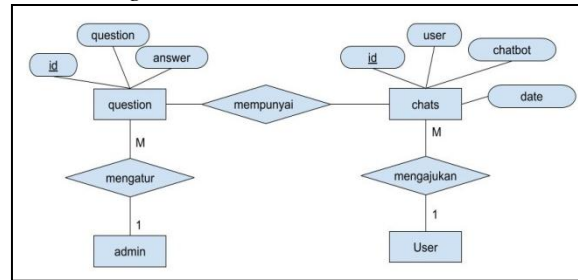 question
user
id
answer
id
chatbot
question
mempunyai
chats
date
M
M
mengatur
mengajukan
1
1
admin
User